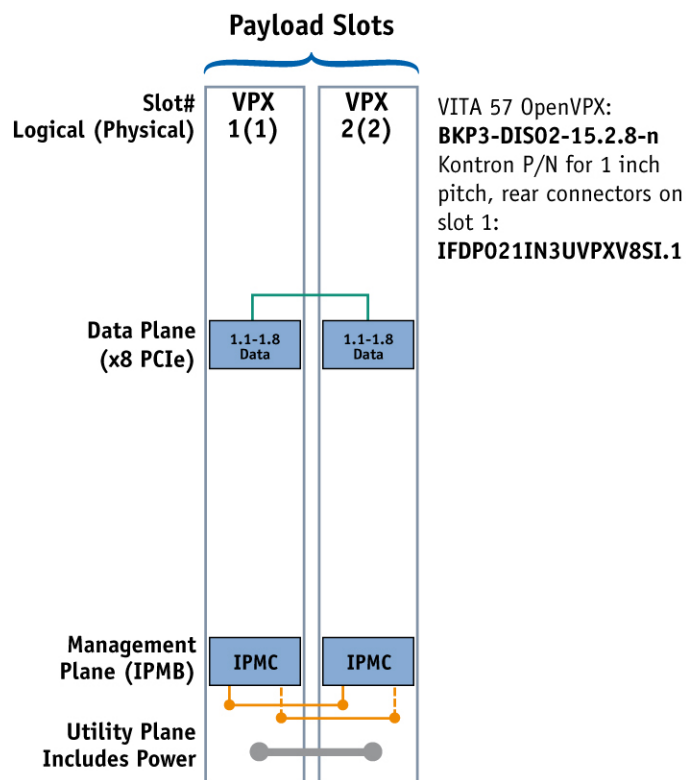 Payload Slots
Slot#
Logical (Physical)
VPX
1(1)
VPX
2(2)
VITA 57 OpenVPX:
BKP3-DIS02-15.2.8-n
Kontron P/N for 1 inch
pitch, rear connectors on
slot 1:
IFDP021IN3UVPXV8SI.1
Data Plane
(x8 PCIe)
1.1-1.8
Data
1.1-1.8
Data
Management
Plane (IPMB)
IPMC
IPMC
Utility Plane
Includes Power